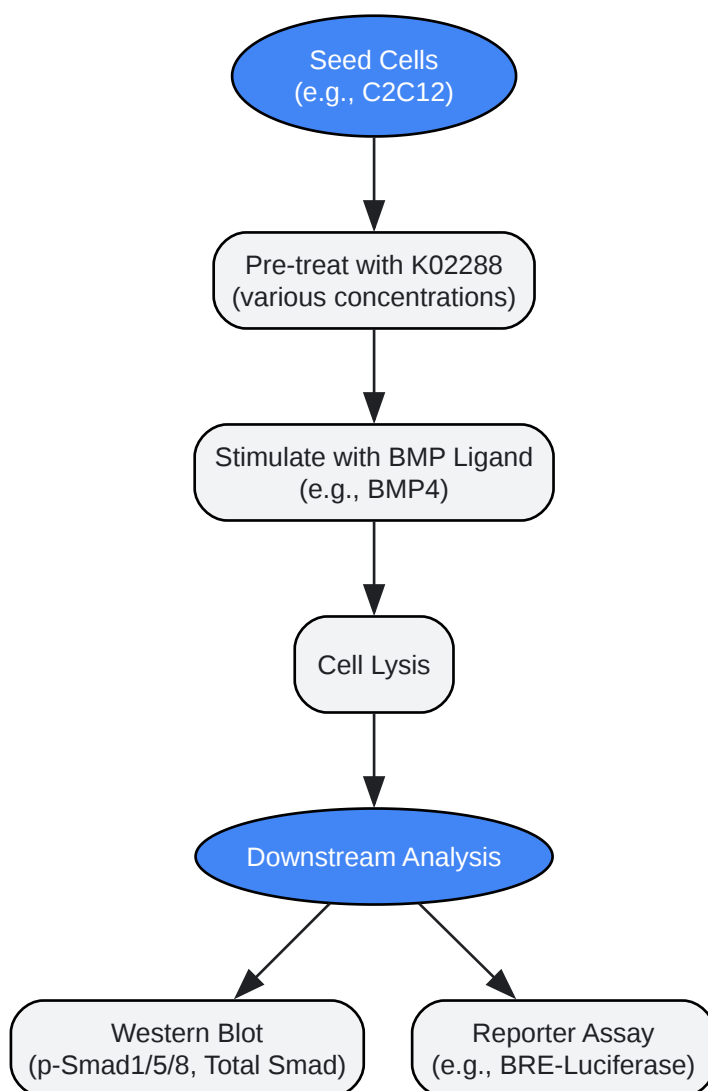 Seed Cells
(e.g., C2C12)
Pre-treat with K02288
(various concentrations)
Stimulate with BMP Ligand
(e.g., BMP4)
Cell Lysis
Downstream Analysis
Western Blot
(p-Smad1/5/8, Total Smad)
Reporter Assay
(e.g., BRE-Luciferase)